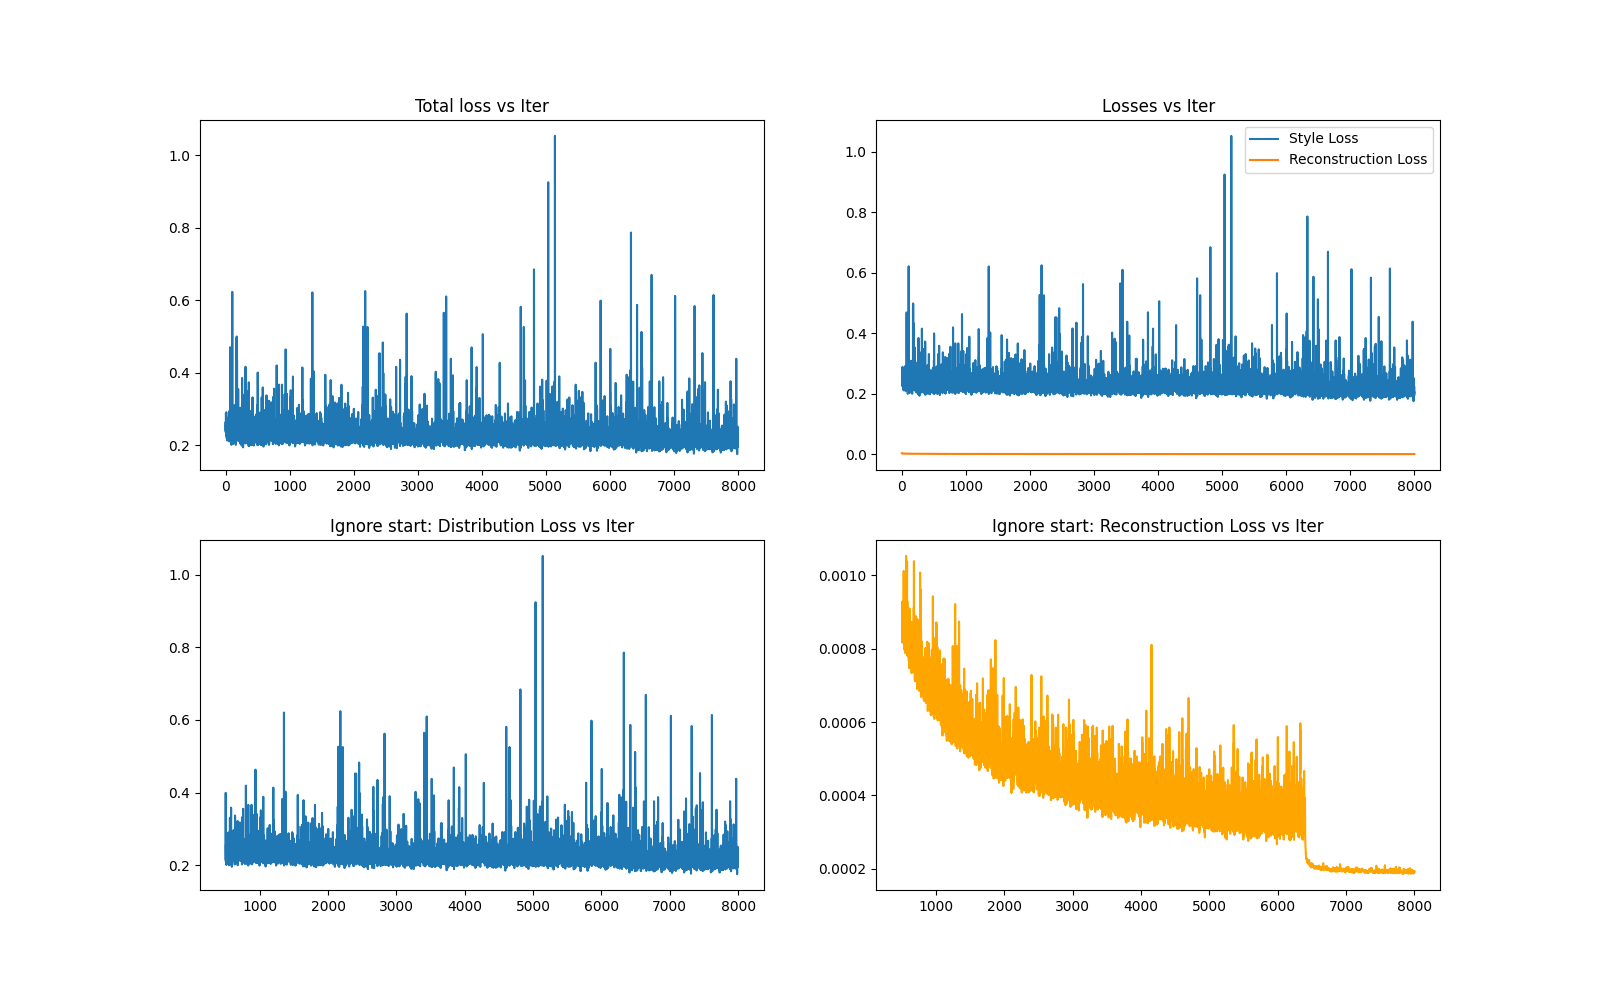 Total loss vs Iter
1.0
0.8
0.6
0.4
0.2
0 1000 2000 3000 4000 5000 6000 7000 8000
Losses vs Iter
Style Loss
Reconstruction Loss
1.0
0.8
0.6
0.4
0.2
0.0
0 1000 2000 3000 4000 5000 6000 7000 8000
Ignore start: Distribution Loss vs Iter
1.0
0.8
0.6
0.4
0.2
1000 2000 3000 4000 5000 6000 7000 8000
Ignore start: Reconstruction Loss vs Iter
0.0010
0.0008
0.0006
0.0004
0.0002
1000 2000 3000 4000 5000 6000 7000 8000